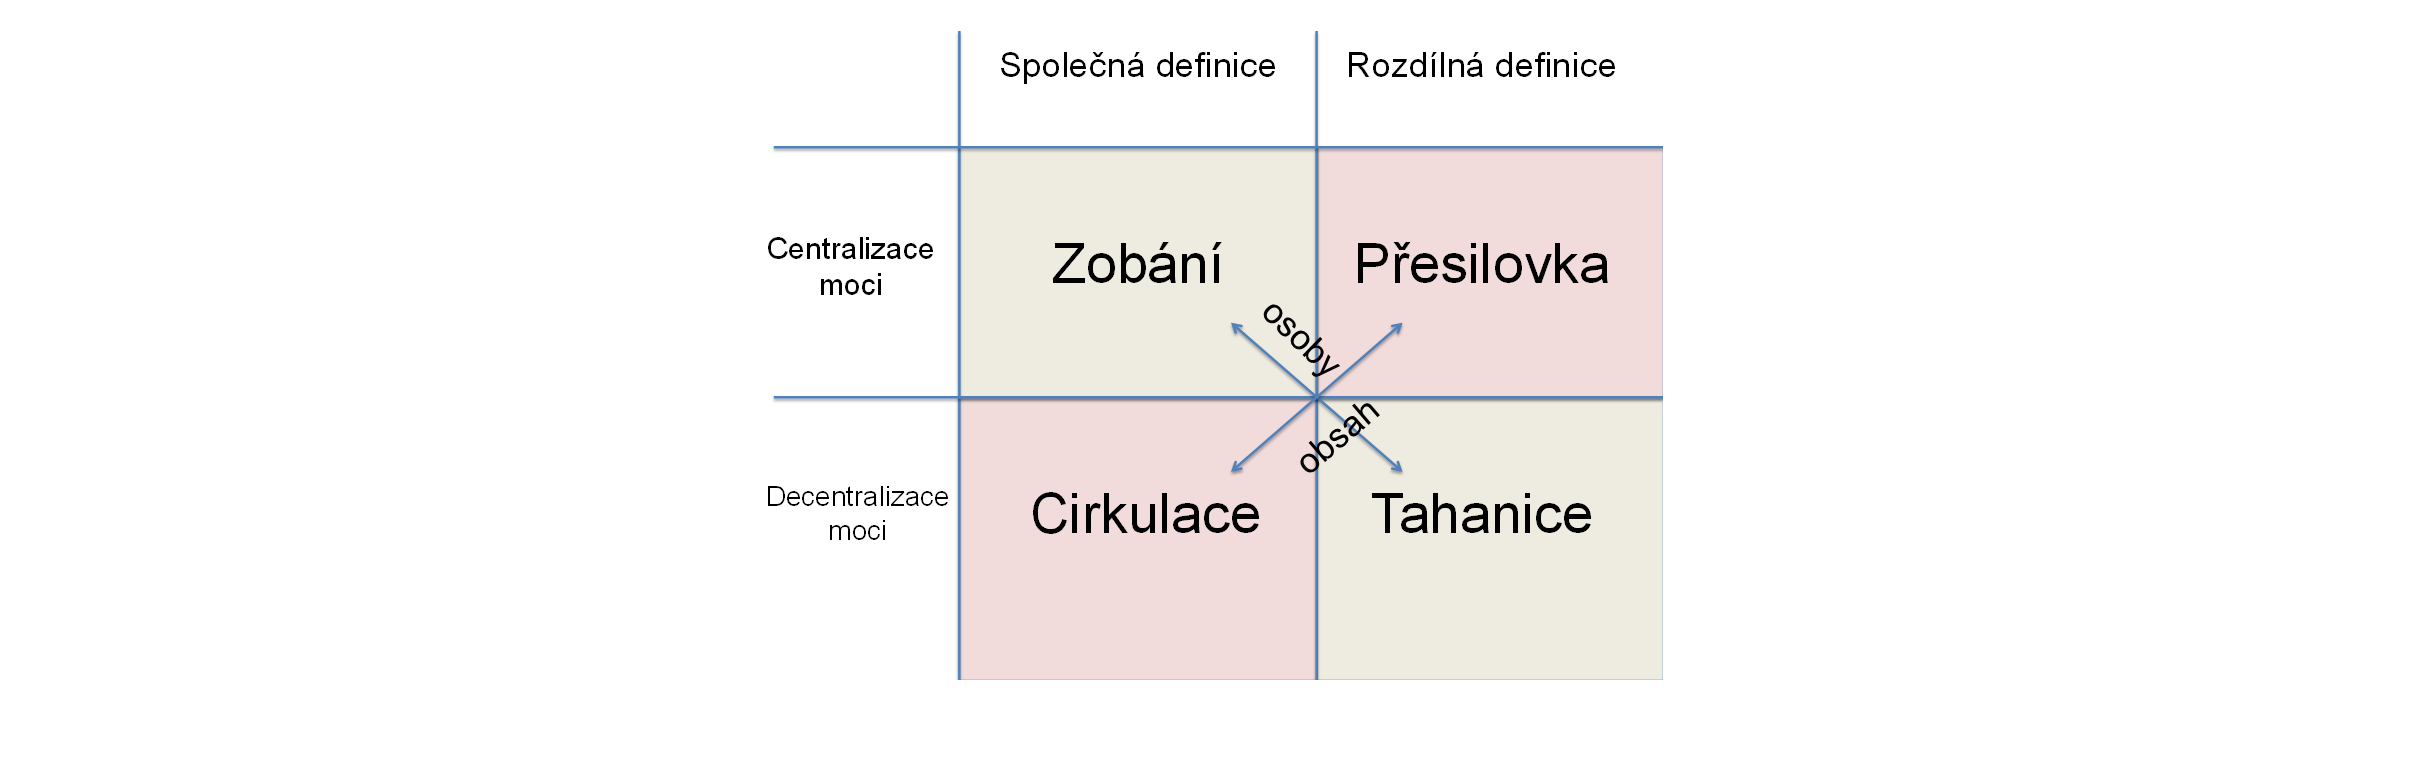 Společná definice
Rozdílná definice
Centralizace
moci
Zobání
Přesilovka
osoby
obsah
Decentralizace
moci
Cirkulace
Tahanice